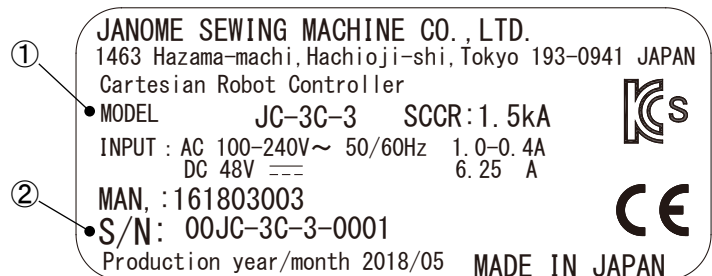 JANOME SEWING MACHINE CO.,LTD.
1463 Hazama-machi,Hachioji-shi,Tokyo 193-0941 JAPAN
Cartesian Robot Controller
① MODEL JC-3C-3 SCCR:1.5kA
INPUT : AC 100-240V～ 50/60Hz 1.0-0.4A
DC 48V ⎓ 6.25 A
MAN,:161803003
② S/N: 00JC-3C-3-0001
Production year/month 2018/05 MADE IN JAPAN
KCs
CE